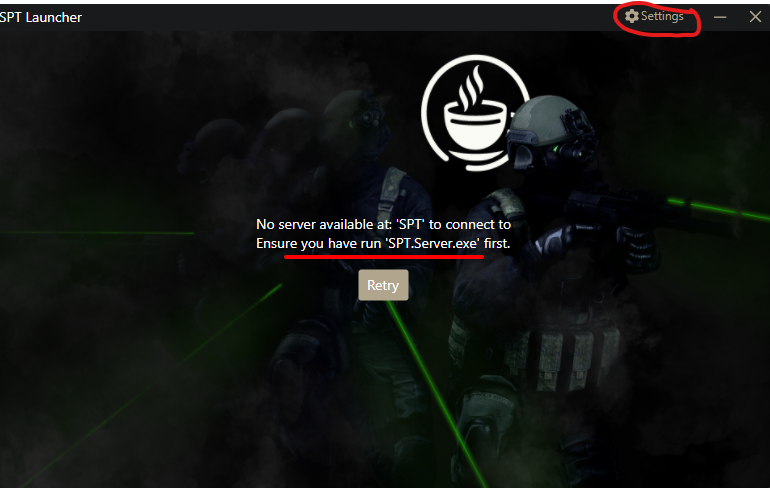 SPT Launcher
Settings
No server available at: 'SPT' to connect to
Ensure you have run 'SPT.Server.exe' first.
Retry